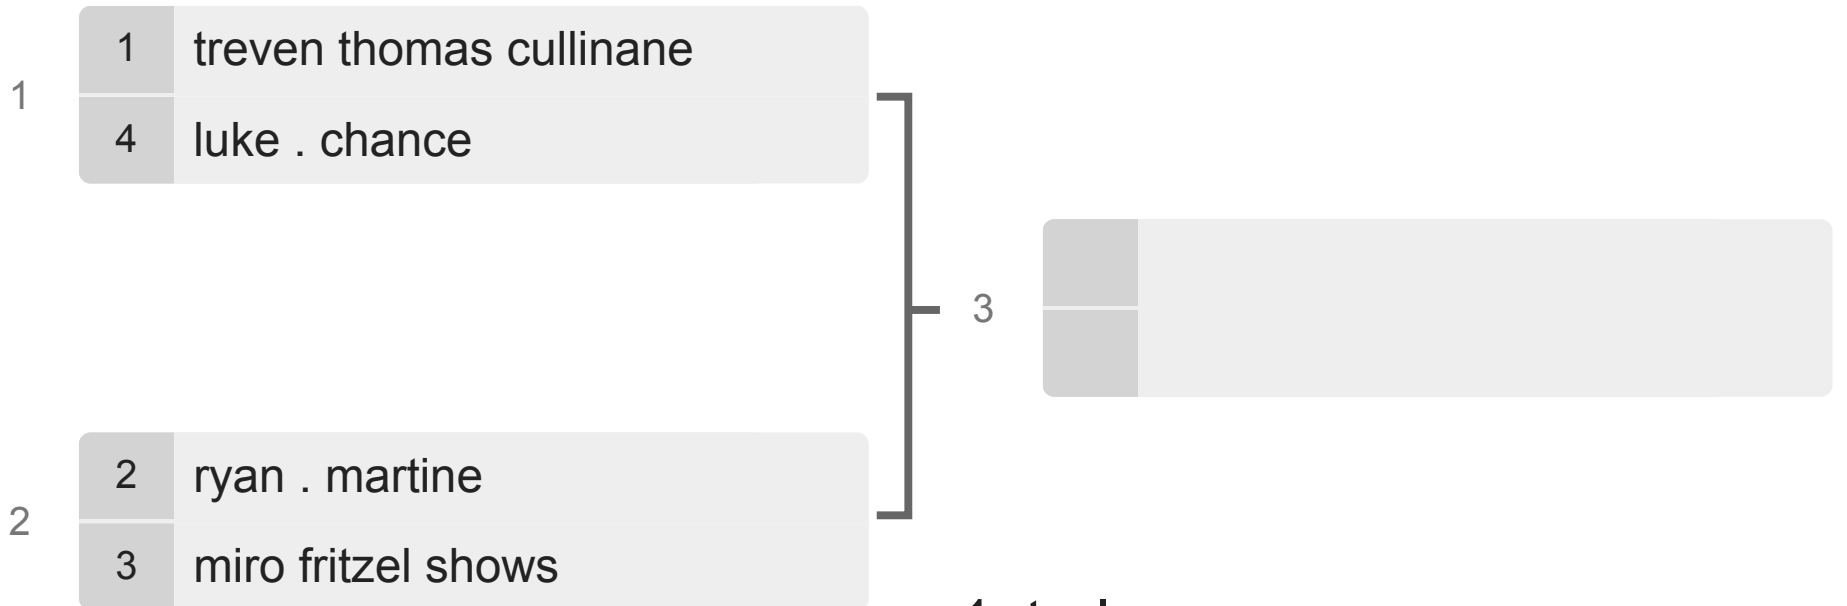 1 treven thomas cullinane
1
4 luke . chance
3
2 ryan . martine
2
3 miro fritzel shows